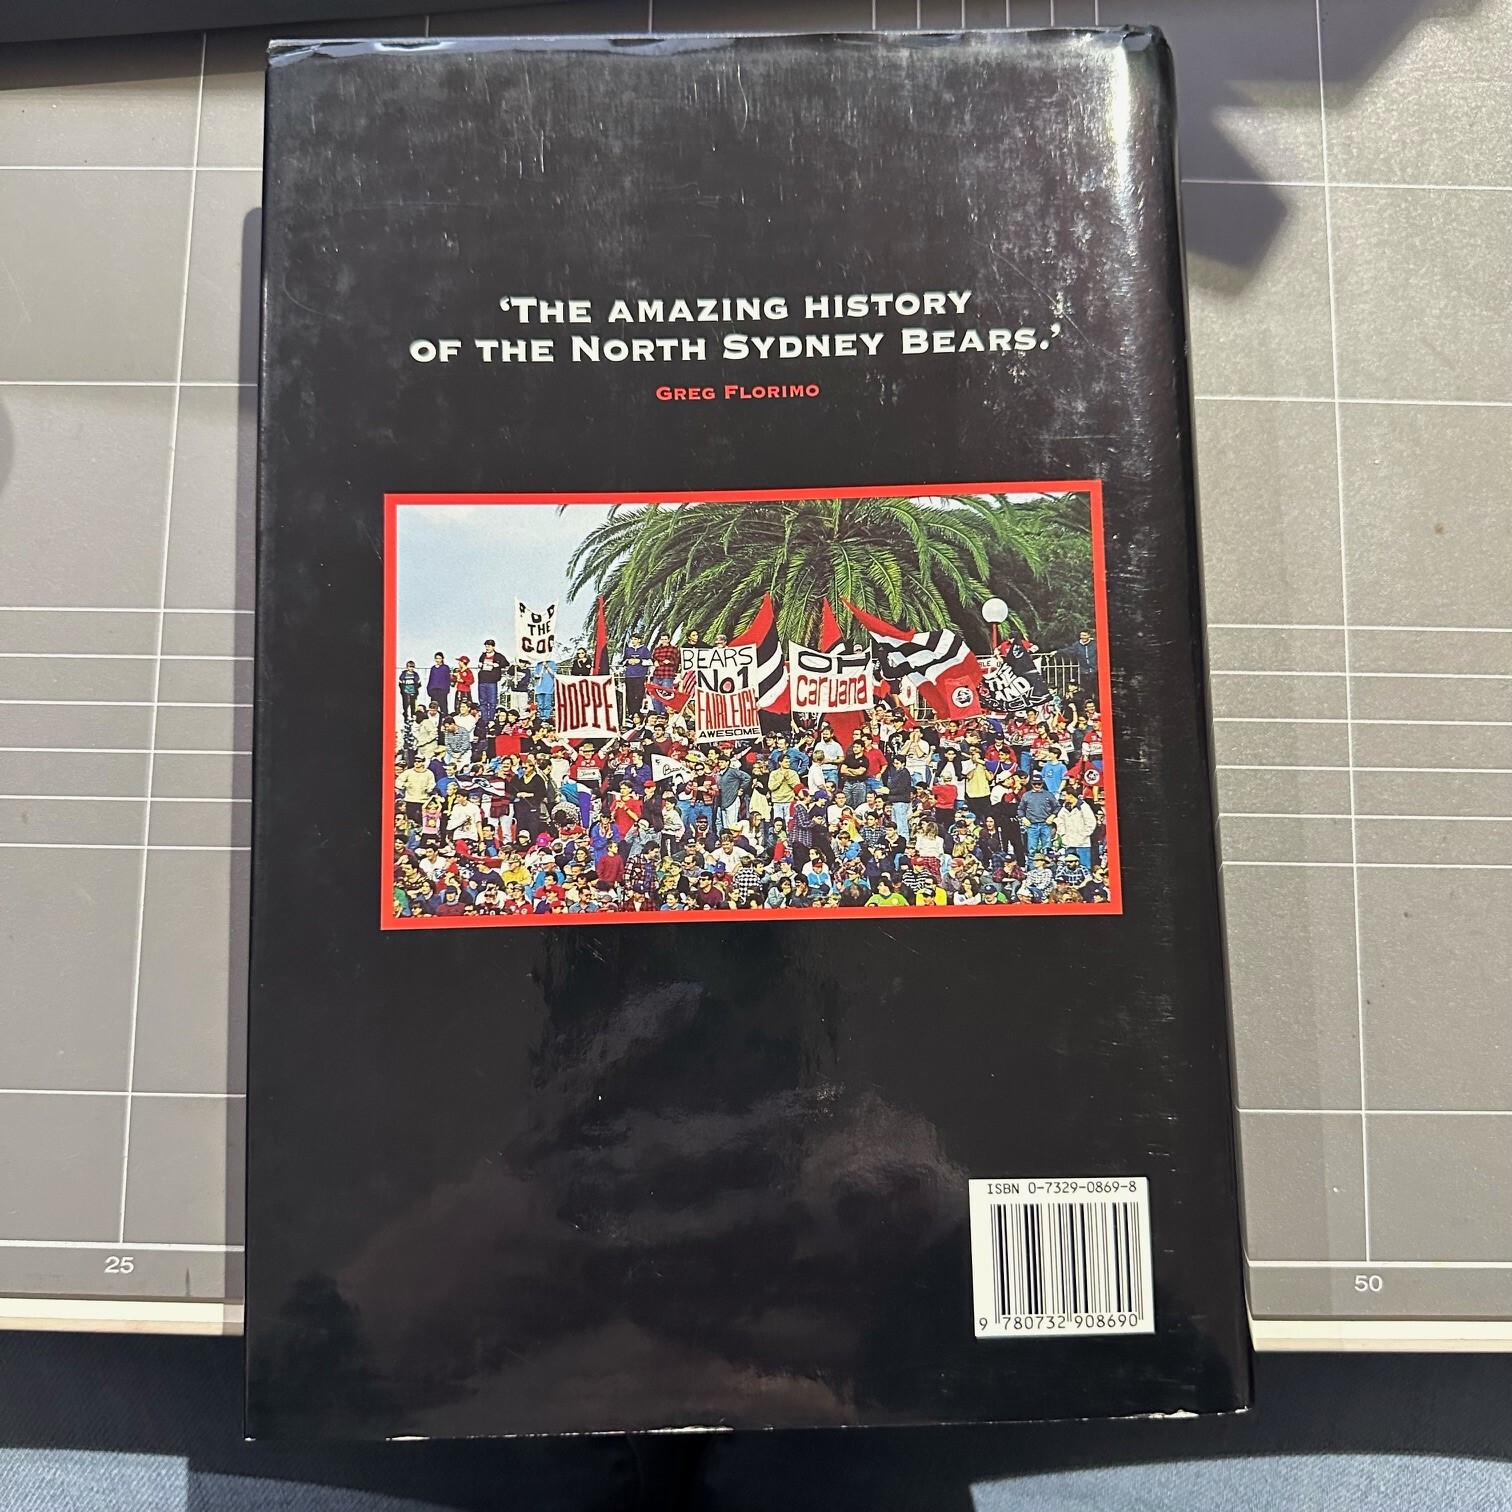 ‘THE AMAZING HISTORY
OF THE NORTH SYDNEY BEARS.’
GREG FLORIMO
THE
HOPPE
BEARS
No1
FAIRLEIGH
AWESOME
OH
Caruana
ISBN 0-7329-0869-8
9 780732 908690
25
50